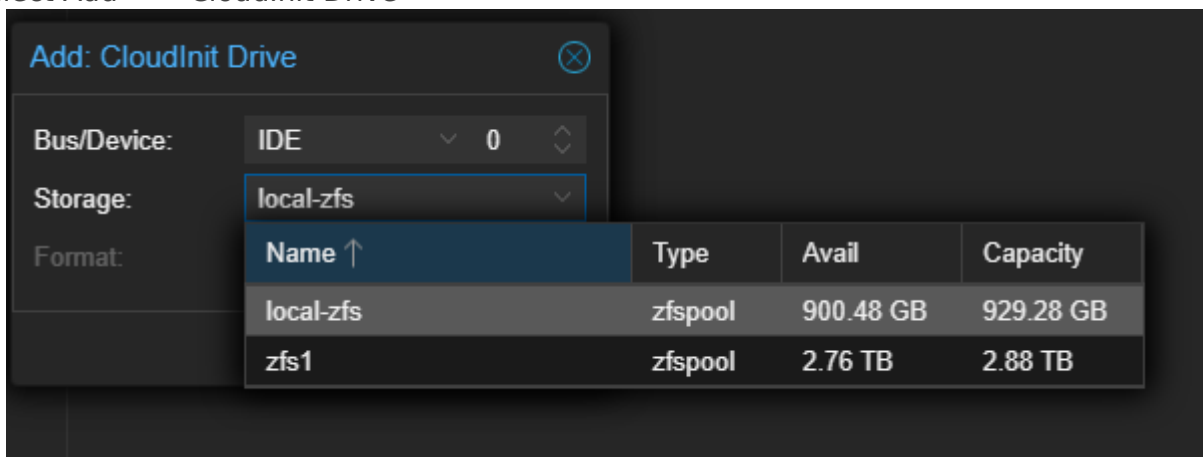 Add: CloudInit Drive
Bus/Device: IDE 0
Storage: local-zfs
Format:
Name ↑ Type Avail Capacity
local-zfs zfspool 900.48 GB 929.28 GB
zfs1 zfspool 2.76 TB 2.88 TB